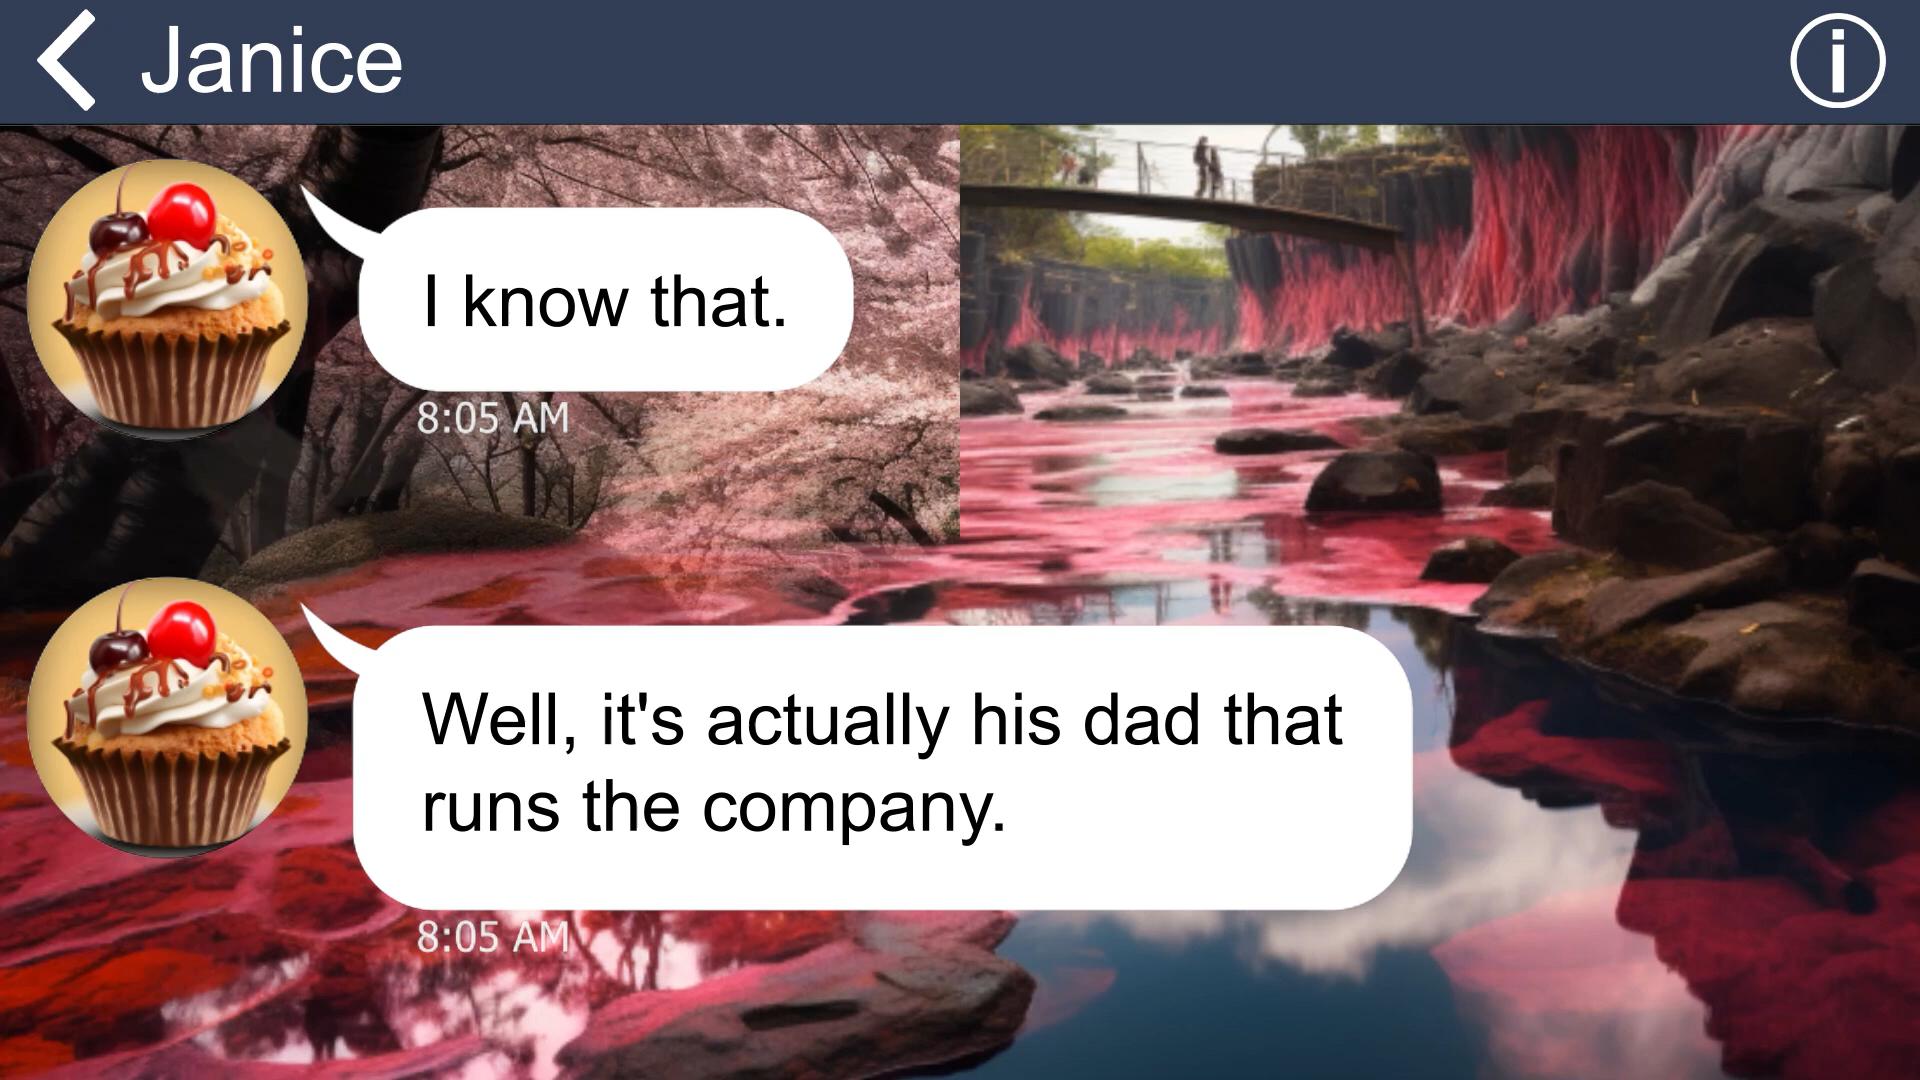 Janice
I know that.
8:05 AM
Well, it's actually his dad that
runs the company.
8:05 AM